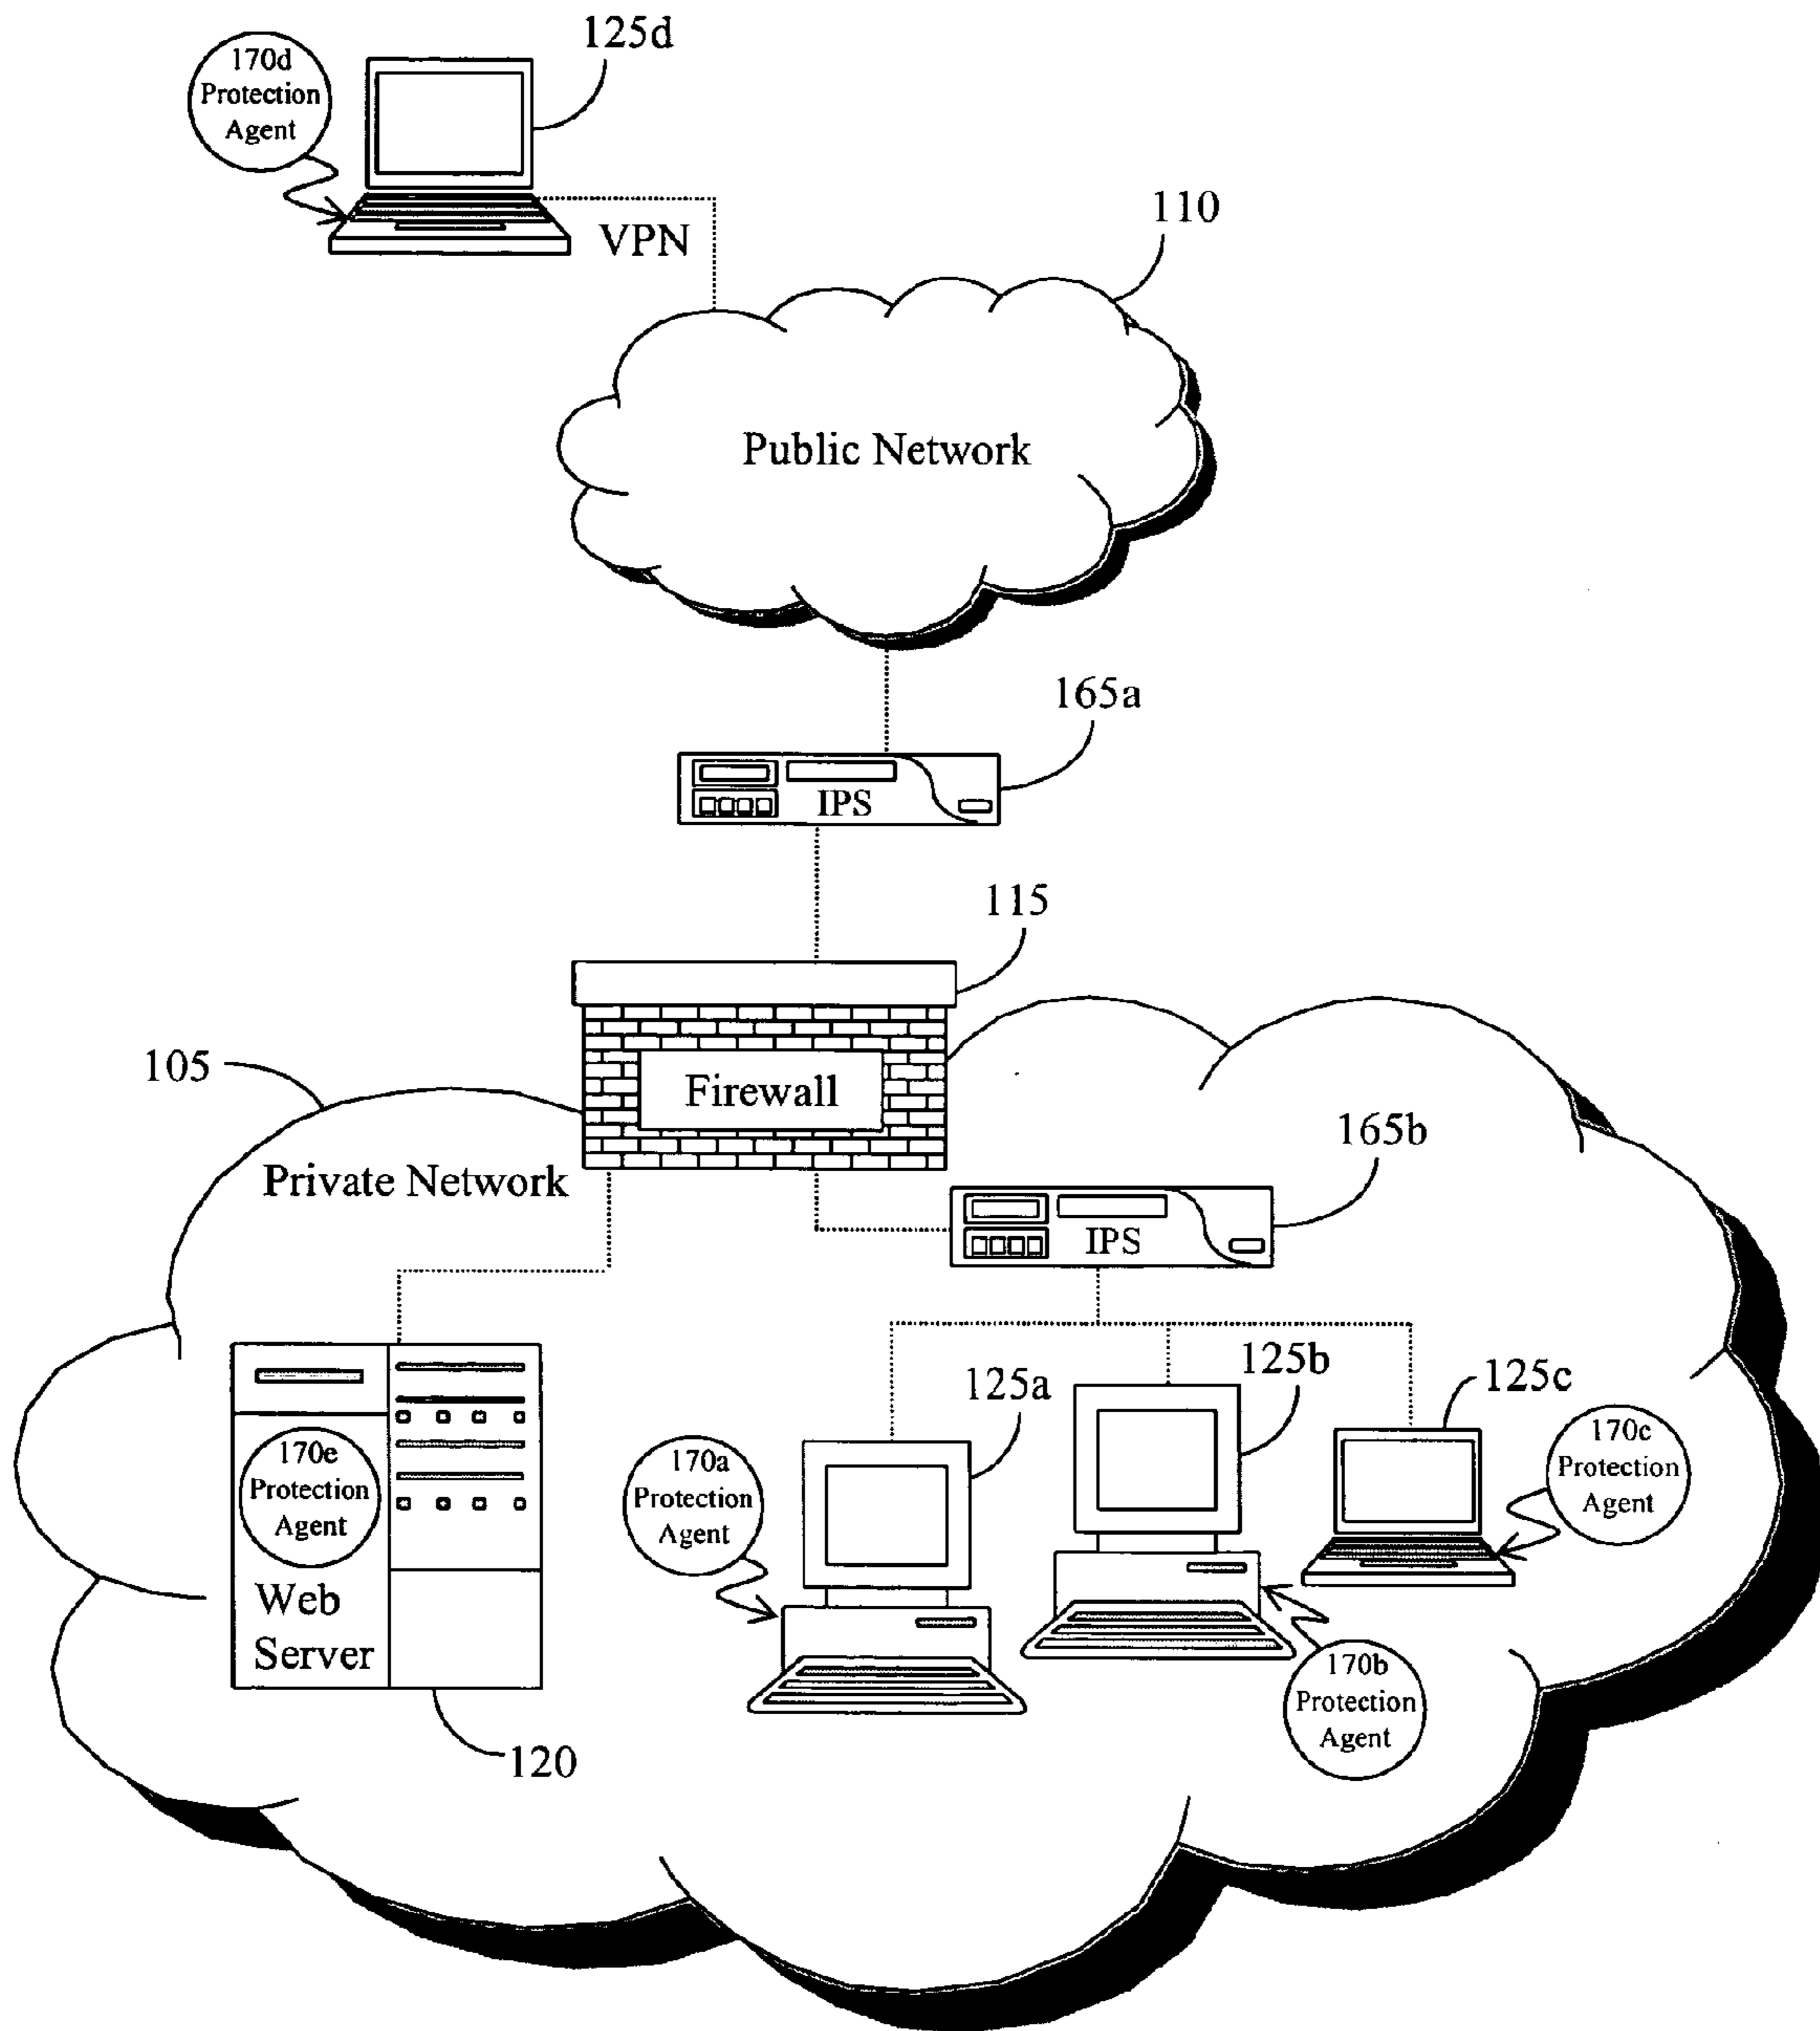 125d
170d
Protection
Agent
VPN
110
Public Network
165a
IPS
115
105
Firewall
165b
Private Network
IPS
125a
125b
125c
170e
Protection
Agent
170a
Protection
Agent
170c
Protection
Agent
Web
Server
170b
Protection
Agent
120